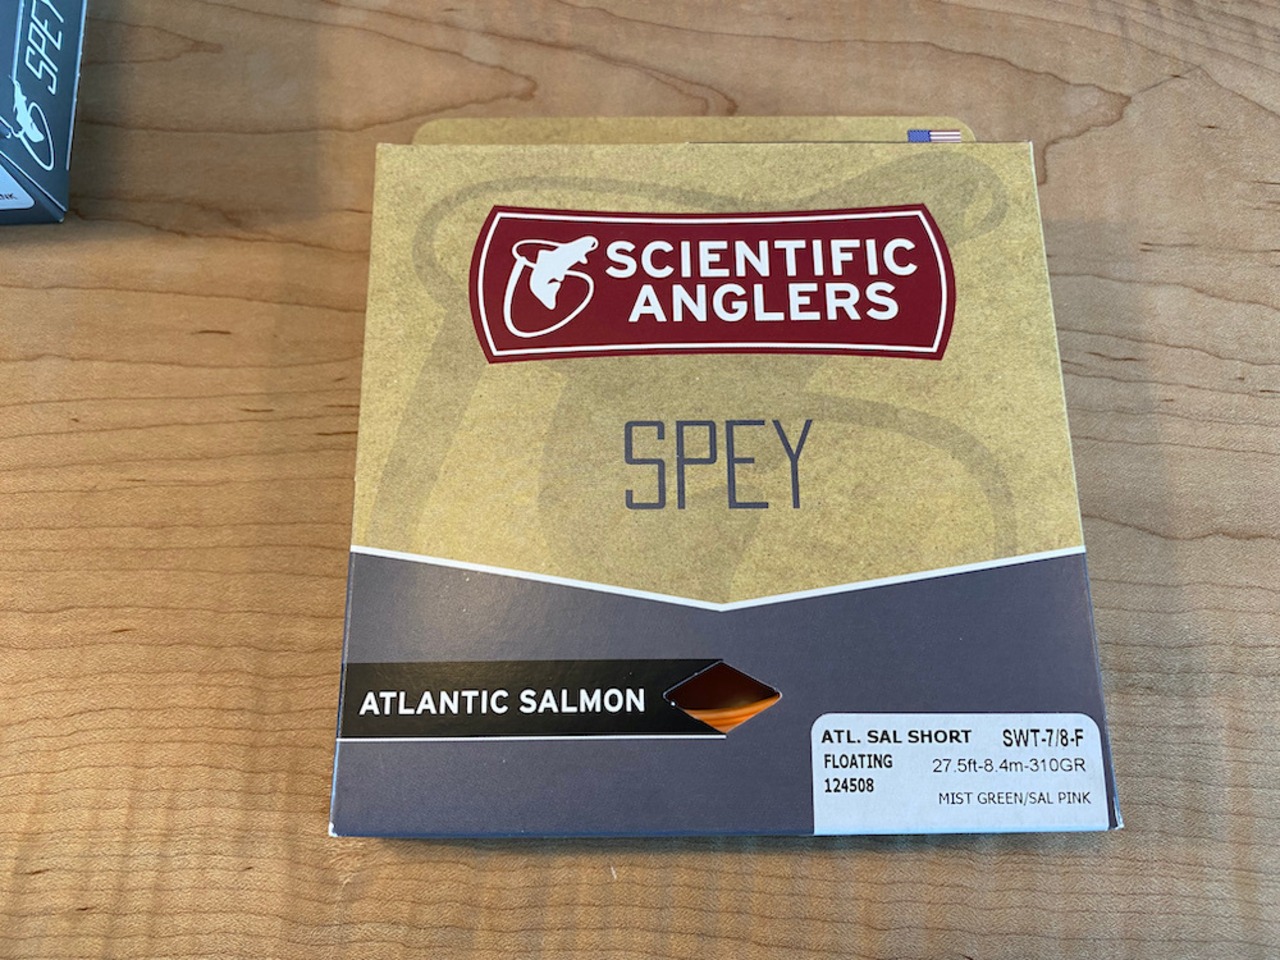 SPEY
SCIENTIFIC
ANGLERS
SPEY
ATLANTIC SALMON
ATL. SAL SHORT SWT-7/8-F
FLOATING 27.5ft-8.4m-310GR
124508
MIST GREEN/SAL PINK